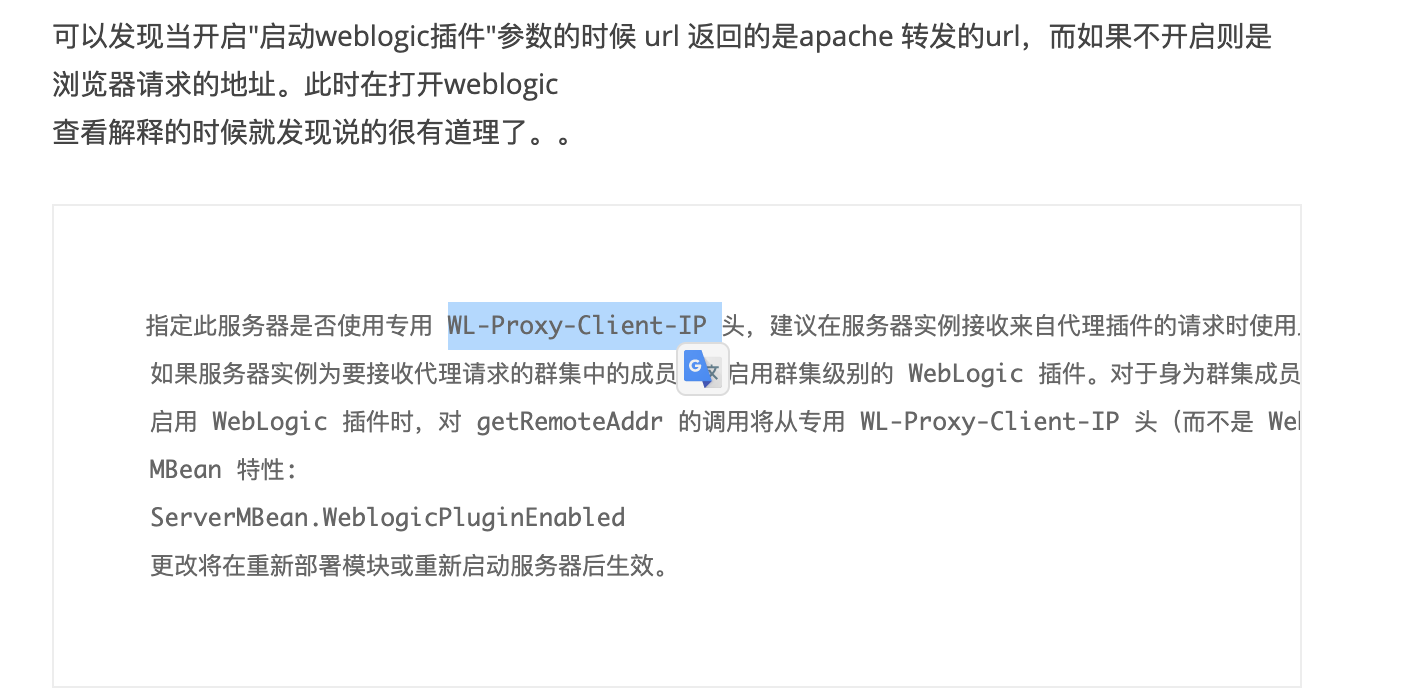 可以发现当开启"启动weblogic插件"参数的时候 url 返回的是apache 转发的url，而如果不开启则是
浏览器请求的地址。此时在打开weblogic
查看解释的时候就发现说的很有道理了。。
指定此服务器是否使用专用 WL-Proxy-Client-IP 头，建议在服务器实例接收来自代理插件的请求时使用
如果服务器实例为要接收代理请求的群集中的成员 启用群集级别的 WebLogic 插件。对于身为群集成员
启用 WebLogic 插件时，对 getRemoteAddr 的调用将从专用 WL-Proxy-Client-IP 头（而不是 We
MBean 特性：
ServerMBean.WeblogicPluginEnabled
更改将在重新部署模块或重新启动服务器后生效。